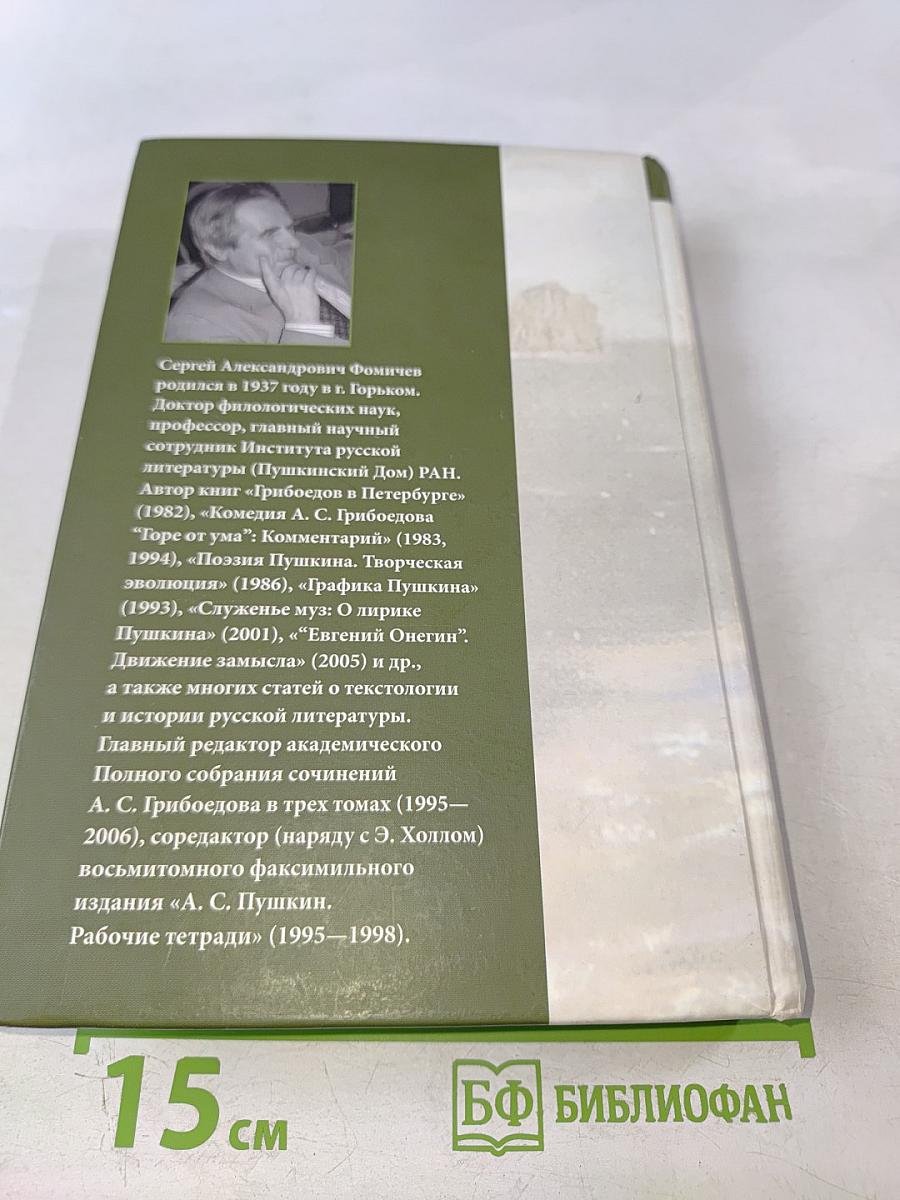 Сергей Александрович Фомичев
родился в 1937 году в г. Горьком.
Доктор филологических наук,
профессор, главный научный
сотрудник Института русской
литературы (Пушкинский Дом) РАН.
Автор книг «Грибоедов в Петербурге»
(1982), «Комедия А. С. Грибоедова
“Горе от ума”: Комментарий» (1983,
1994), «Поэзия Пушкина. Творческая
эволюция» (1986), «Графика Пушкина»
(1993), «Служенье муз: О лирике
Пушкина» (2001), «“Евгений Онегин”.
Движение замысла» (2005) и др.,
а также многих статей о текстологии
и истории русской литературы.
Главный редактор академического
Полного собрания сочинений
А. С. Грибоедова в трех томах (1995—
2006), соредактор (наряду с Э. Холлом)
восьмитомного факсимильного
издания «А. С. Пушкин.
Рабочие тетради» (1995—1998).
15 см
БФ БИБЛИОФАН